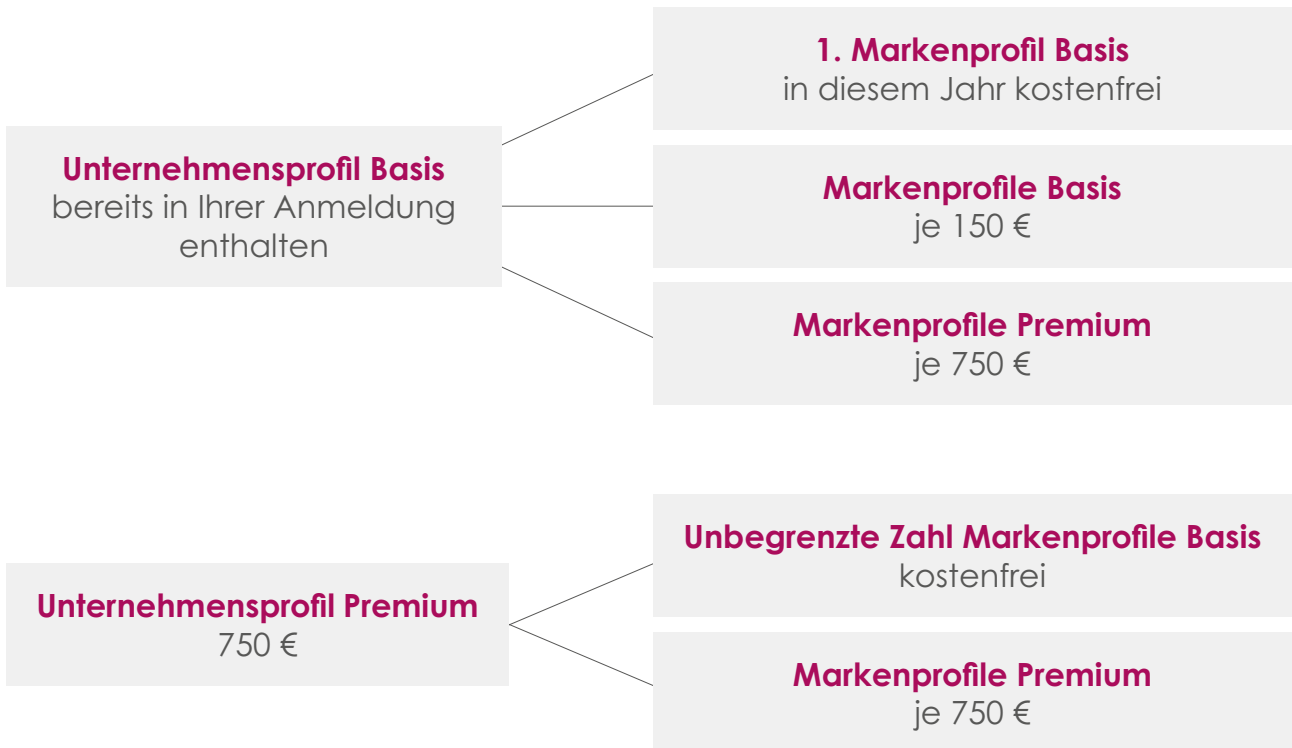 1. Markenprofil Basis
in diesem Jahr kostenfrei
Unternehmensprofil Basis
bereits in Ihrer Anmeldung
enthalten
Markenprofile Basis
je 150 €
Markenprofile Premium
je 750 €
Unbegrenzte Zahl Markenprofile Basis
kostenfrei
Unternehmensprofil Premium
750 €
Markenprofile Premium
je 750 €